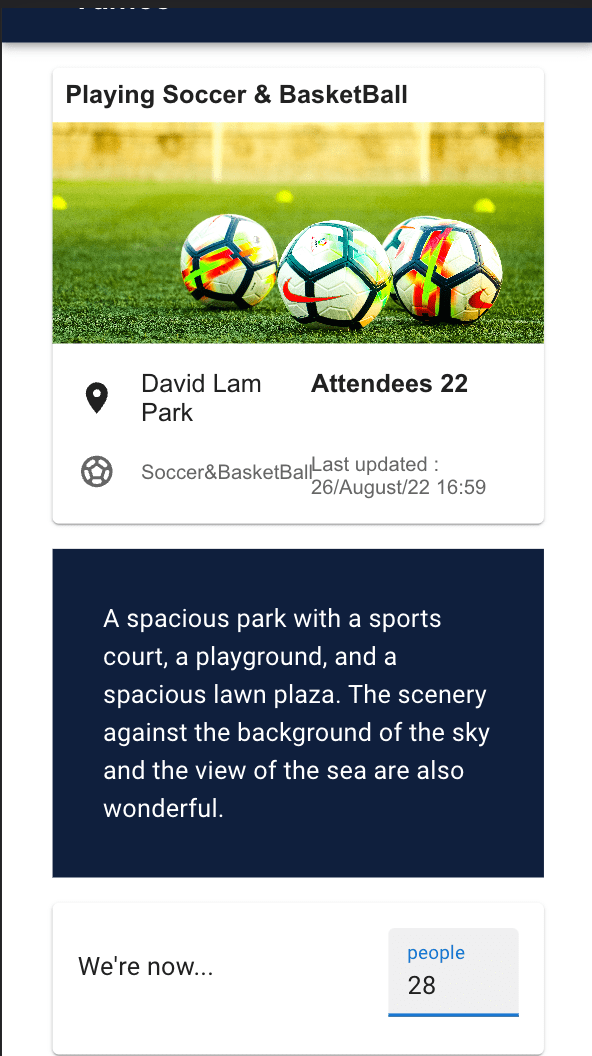 Playing Soccer & BasketBall
David Lam
Park
Attendees 22
Soccer&BasketBall
Last updated :
26/August/22 16:59
A spacious park with a sports
court, a playground, and a
spacious lawn plaza. The scenery
against the background of the sky
and the view of the sea are also
wonderful.
We're now...
people
28